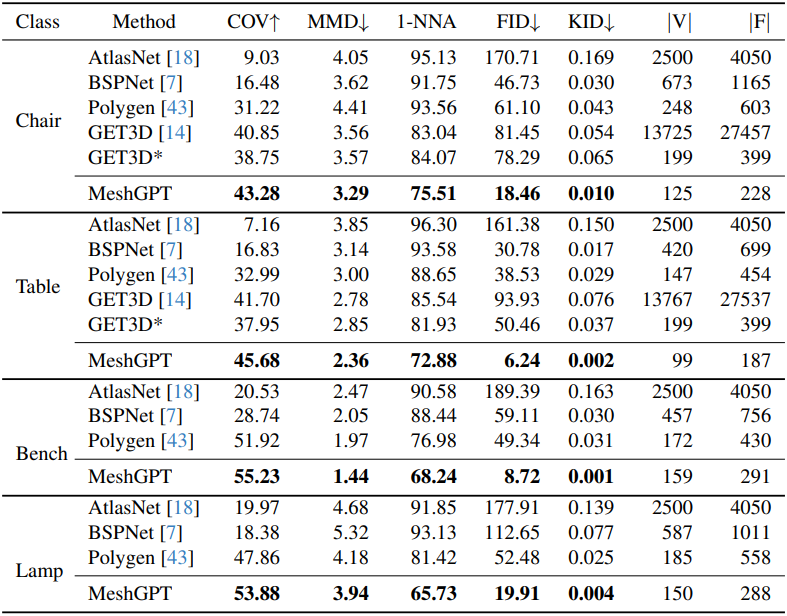 Class Method COV↑ MMD↓ 1-NNA FID↓ KID↓ |V| |F|
AtlasNet [18] 9.03 4.05 95.13 170.71 0.169 2500 4050
BSPNet [7] 16.48 3.62 91.75 46.73 0.030 673 1165
Chair Polygen [43] 31.22 4.41 93.56 61.10 0.043 248 603
GET3D [14] 40.85 3.56 83.04 81.45 0.054 13725 27457
GET3D* 38.75 3.57 84.07 78.29 0.065 199 399
MeshGPT 43.28 3.29 75.51 18.46 0.010 125 228
AtlasNet [18] 7.16 3.85 96.30 161.38 0.150 2500 4050
BSPNet [7] 16.83 3.14 93.58 30.78 0.017 420 699
Table Polygen [43] 32.99 3.00 88.65 38.53 0.029 147 454
GET3D [14] 41.70 2.78 85.54 93.93 0.076 13767 27537
GET3D* 37.95 2.85 81.93 50.46 0.037 199 399
MeshGPT 45.68 2.36 72.88 6.24 0.002 99 187
AtlasNet [18] 20.53 2.47 90.58 189.39 0.163 2500 4050
BSPNet [7] 28.74 2.05 88.44 59.11 0.030 457 756
Bench Polygen [43] 51.92 1.97 76.98 49.34 0.031 172 430
MeshGPT 55.23 1.44 68.24 8.72 0.001 159 291
AtlasNet [18] 19.97 4.68 91.85 177.91 0.139 2500 4050
BSPNet [7] 18.38 5.32 93.13 112.65 0.077 587 1011
Lamp Polygen [43] 47.86 4.18 81.42 52.48 0.025 185 558
MeshGPT 53.88 3.94 65.73 19.91 0.004 150 288